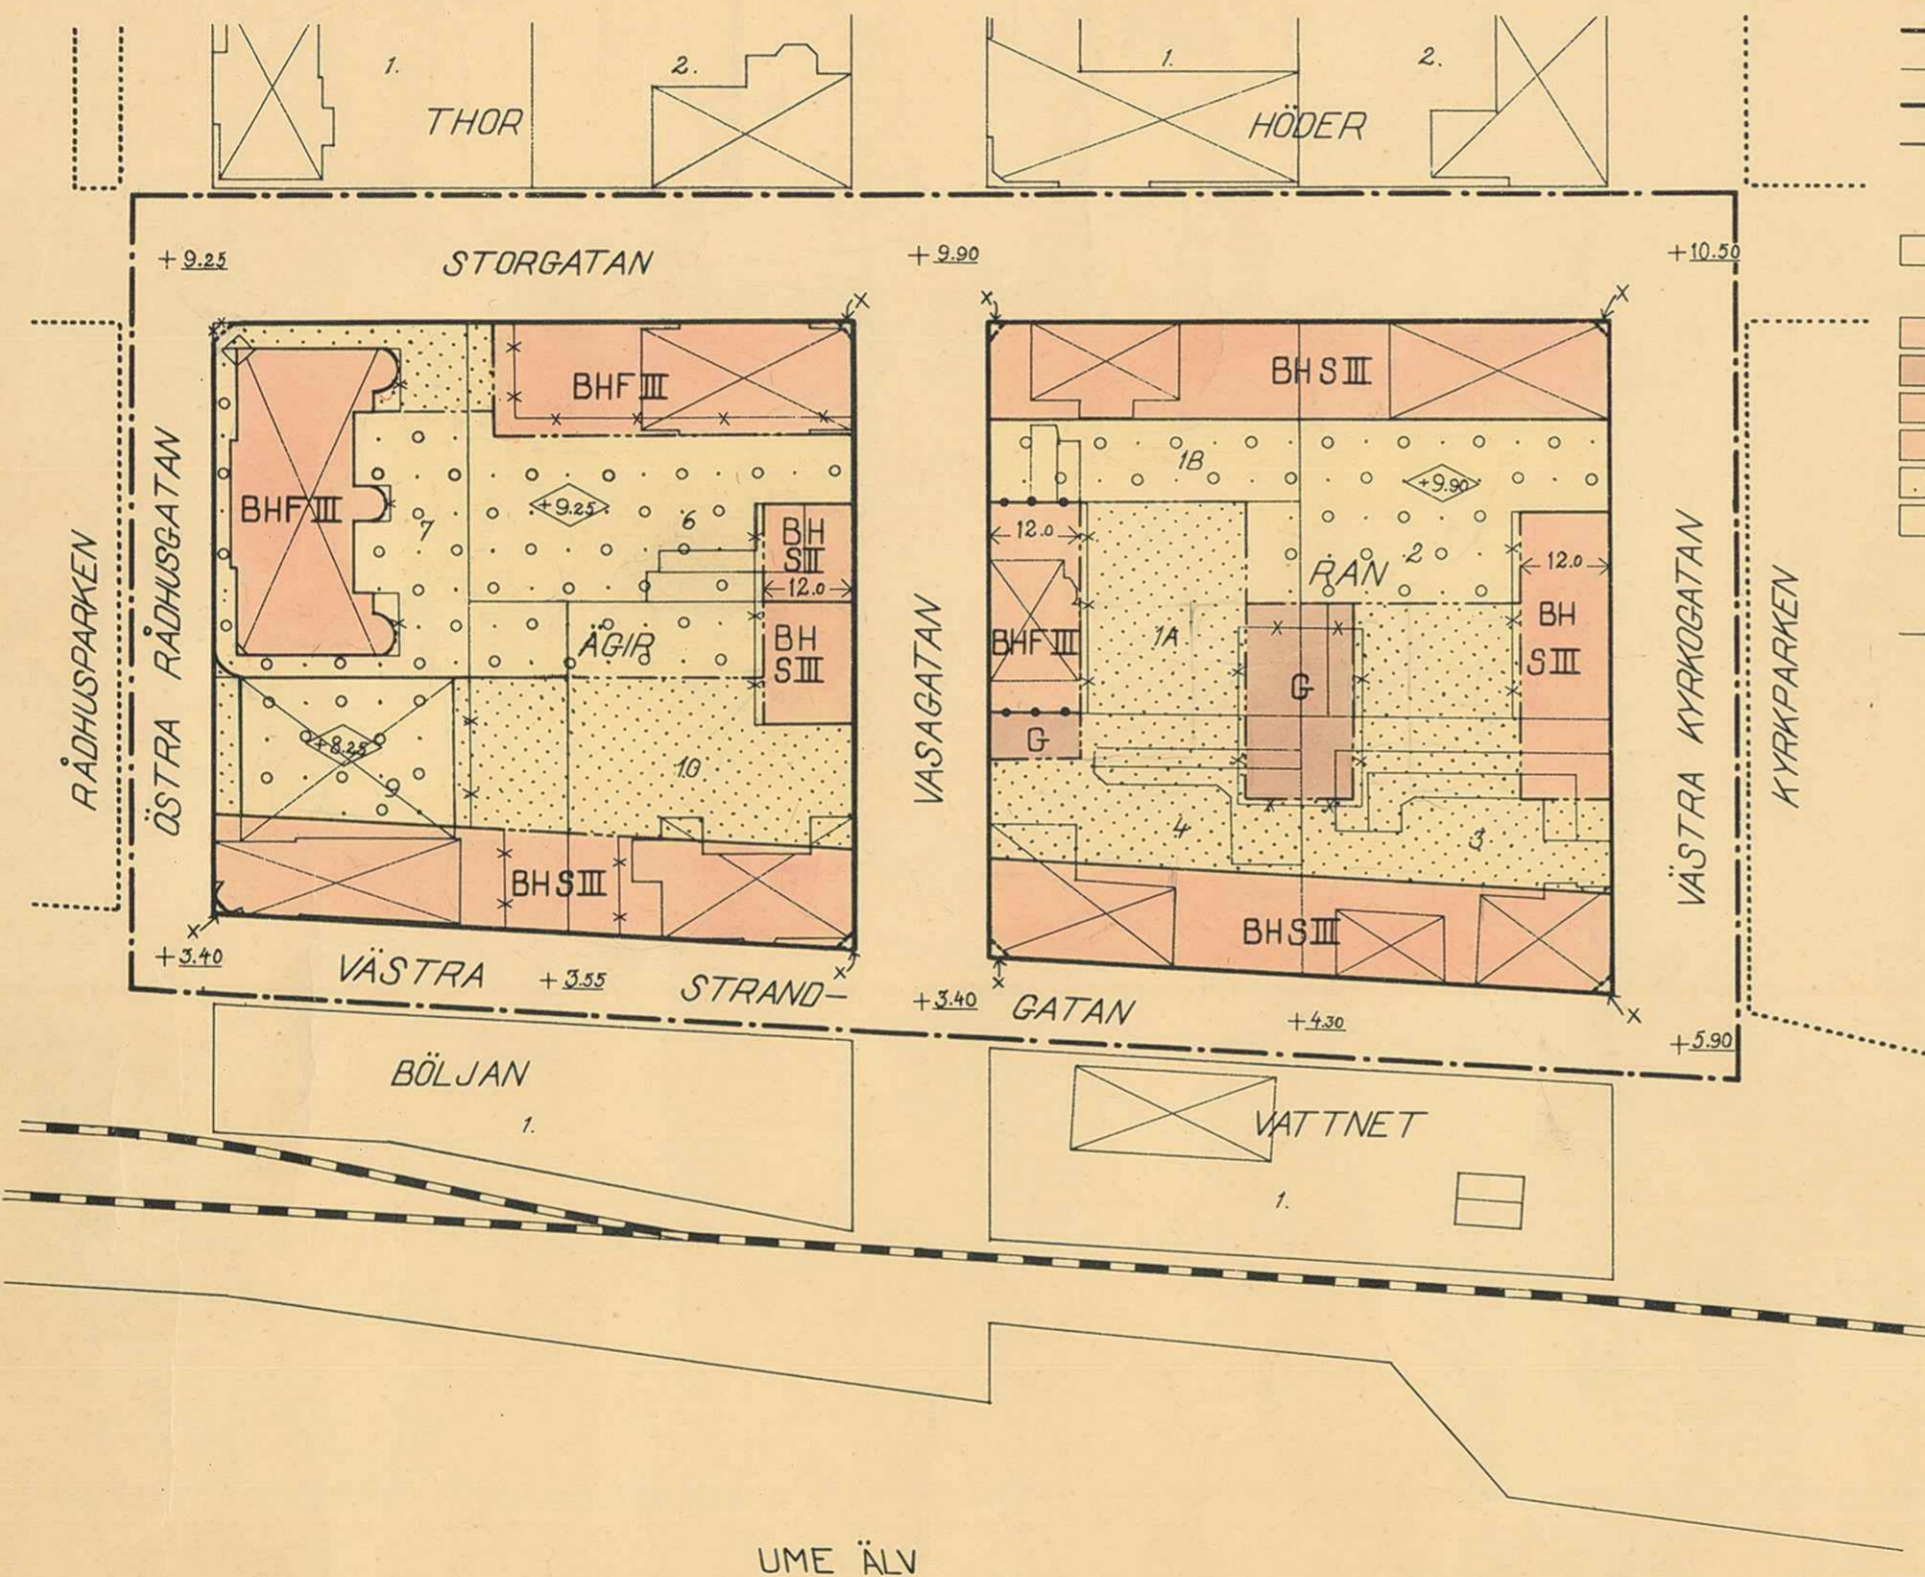 1.
2.
1.
2.
THOR
HÖDER
+9.25
STORGATAN
+9.90
+10.50
BHF III
BHS III
BHF III
1B
+9.25
+9.90
7
6
BH
S III
12.0
12.0
12.0
RAN
2
BH
S III
ÄGIR
BH
S III
BHF III
1A
G
G
+8.25
9
10
4
3
BHS III
BHS III
RÅDHUSPARKEN
ÖSTRA RÅDHUSGATAN
VASAGATAN
VÄSTRA KYRKOGATAN
KYRKPARKEN
+3.40
VÄSTRA
+3.55
STRAND-
+3.40
GATAN
+4.30
+5.90
BÖLJAN
1.
VATTNET
1.
UME ÄLV